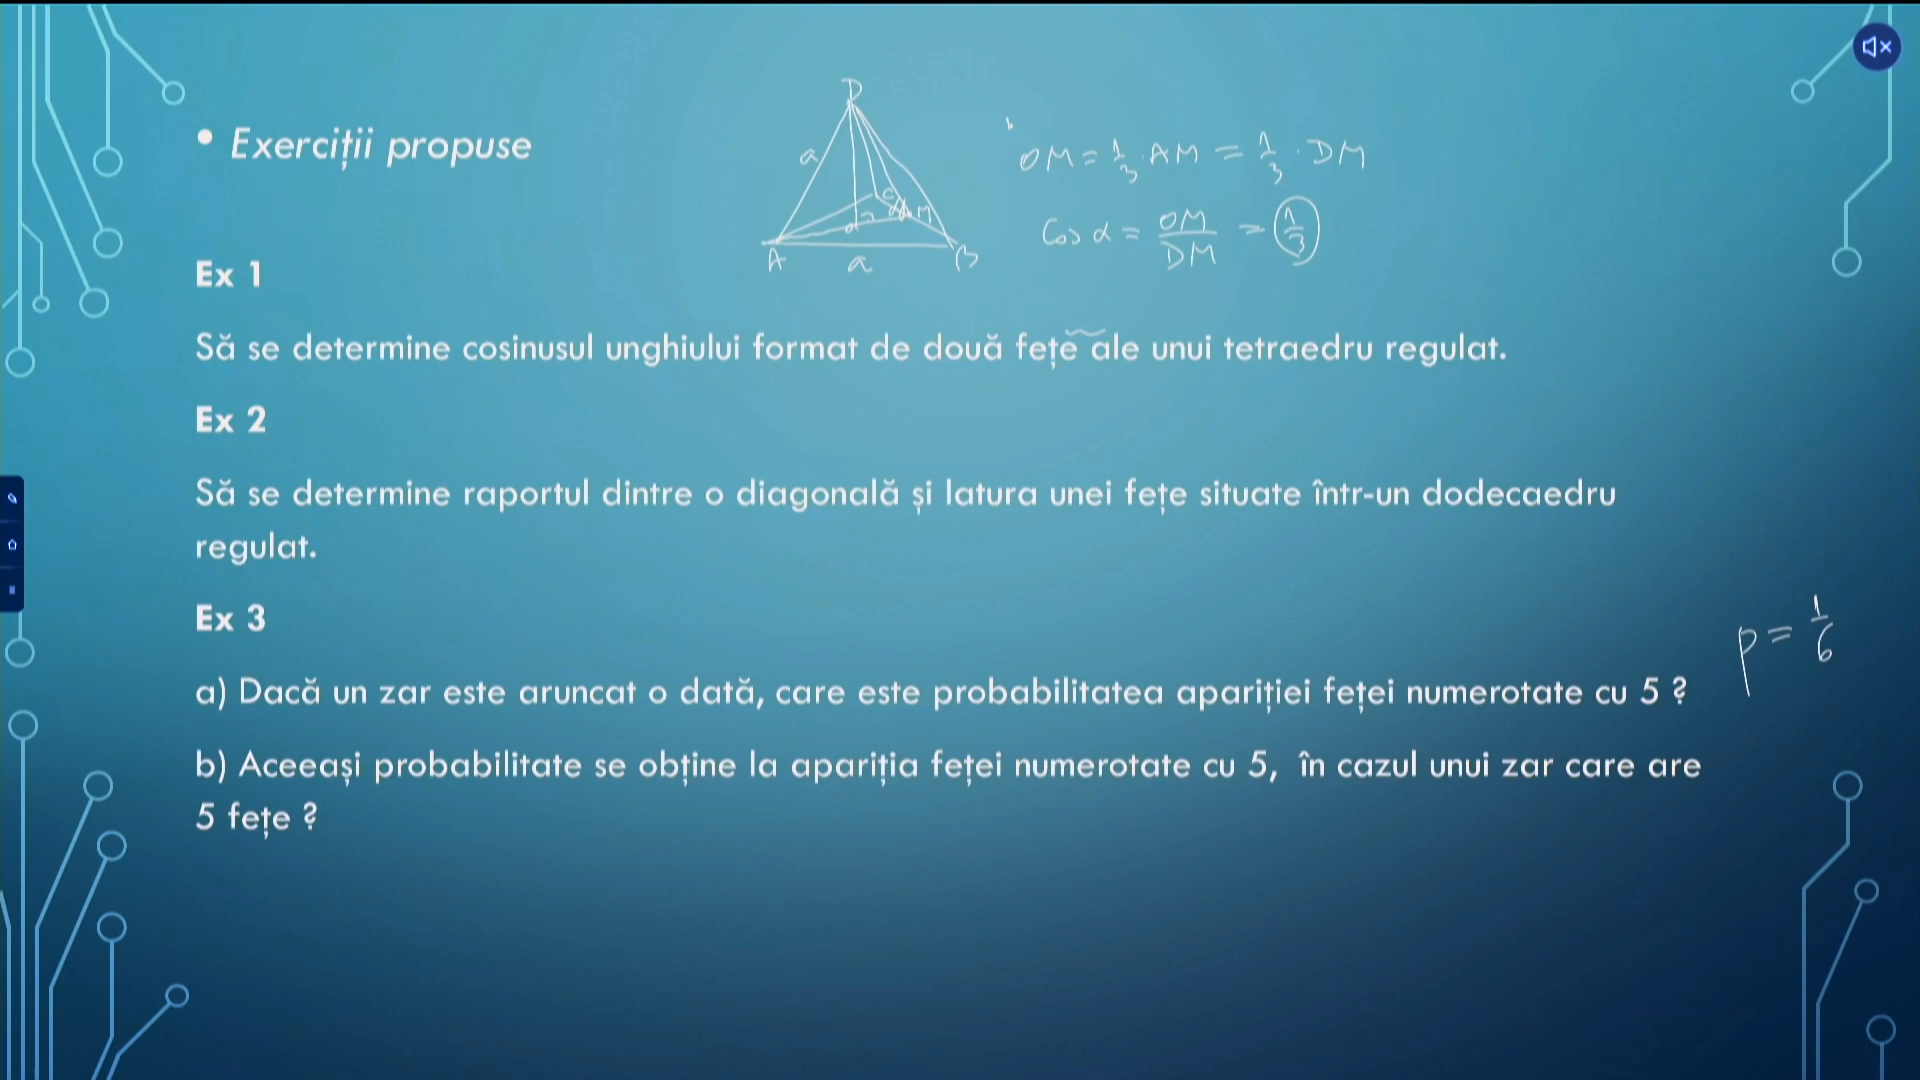 • Exerciții propuse
D
a
C
M
O
α
A
a
B
OM = 1/3 · AM = 1/3 · DM
Cos α = OM/DM = 1/3
Ex 1
Să se determine cosinusul unghiului format de două fețe ale unui tetraedru regulat.
Ex 2
Să se determine raportul dintre o diagonală și latura unei fețe situate într-un dodecaedru
regulat.
Ex 3
p = 1/6
a) Dacă un zar este aruncat o dată, care este probabilitatea apariției feței numerotate cu 5 ?
b) Aceeași probabilitate se obține la apariția feței numerotate cu 5, în cazul unui zar care are
5 fețe ?